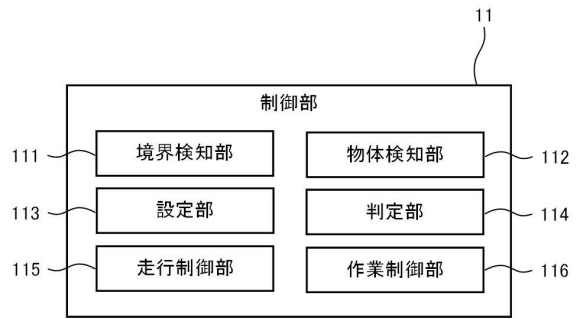 11
制御部
111 境界検知部 物体検知部 112
113 設定部 判定部 114
115 走行制御部 作業制御部 116